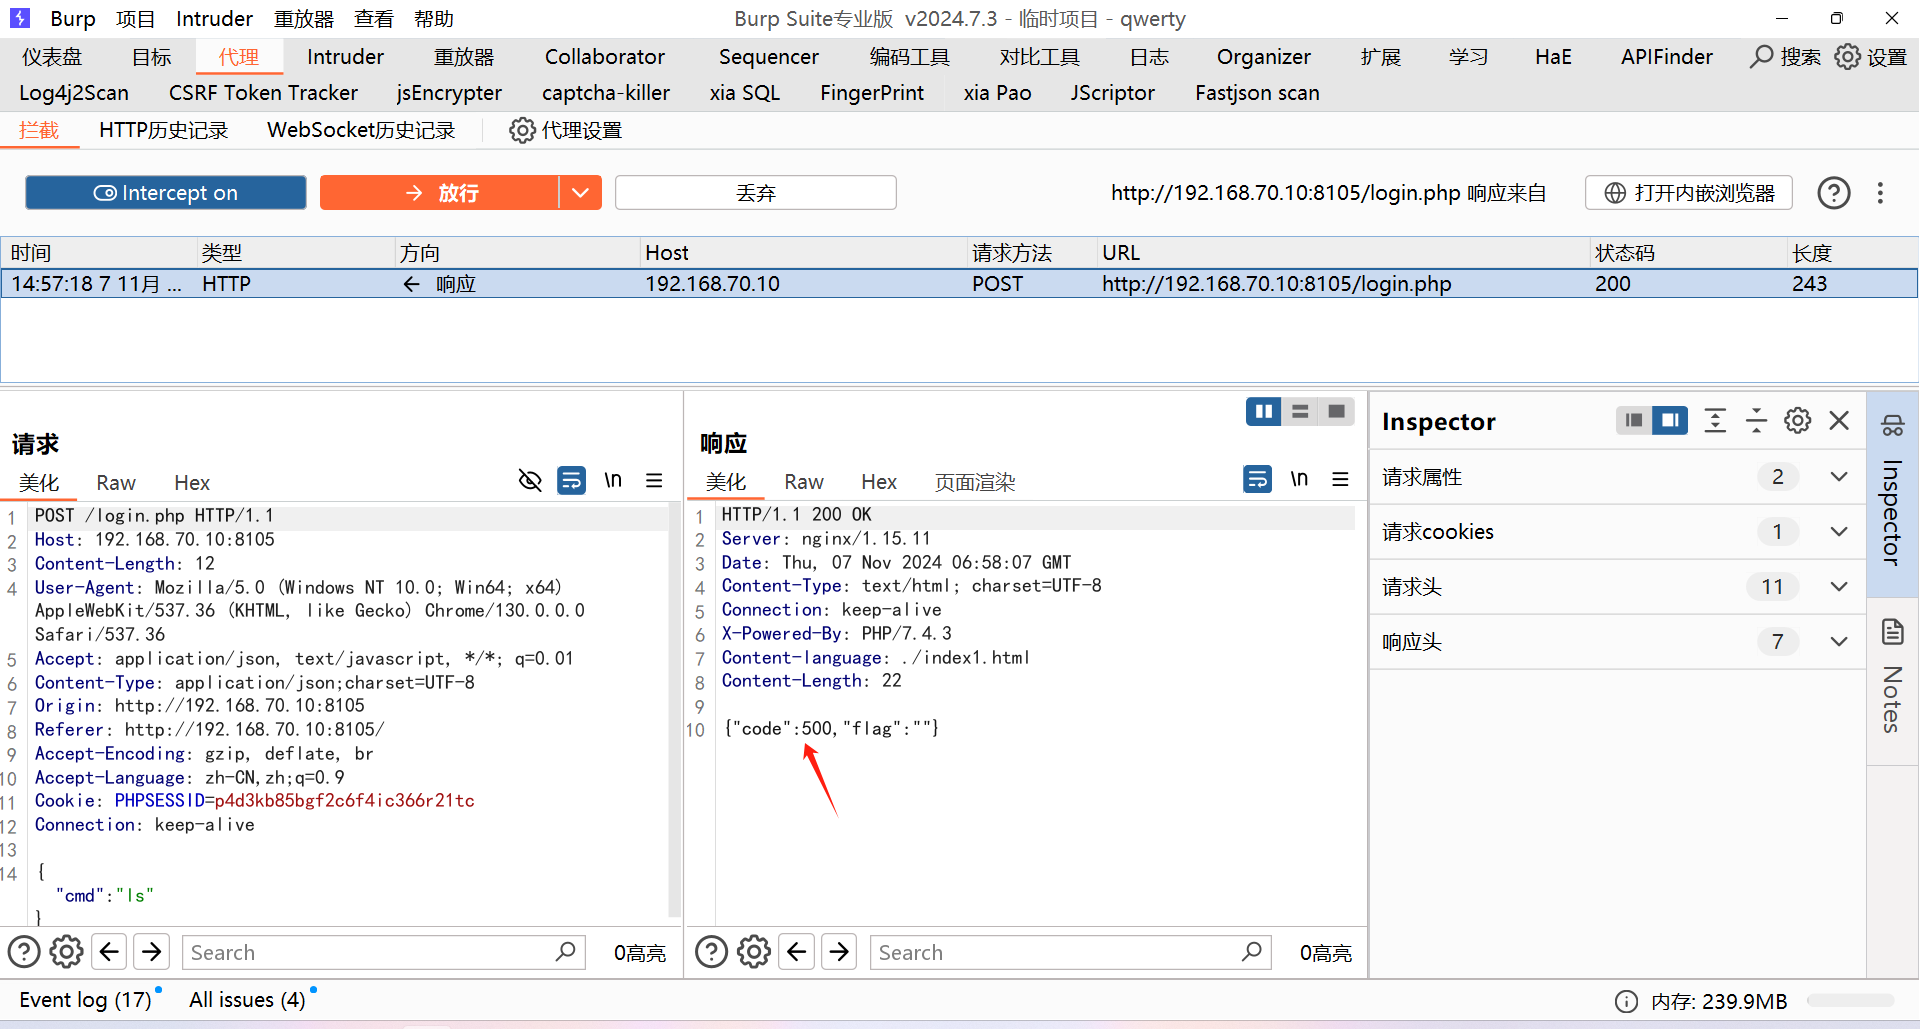 Burp 项目 Intruder 重放器 查看 帮助 Burp Suite专业版 v2024.7.3 - 临时项目 - qwerty
仪表盘 目标 代理 Intruder 重放器 Collaborator Sequencer 编码工具 对比工具 日志 Organizer 扩展 学习 HaE APIFinder 搜索 设置
Log4j2Scan CSRF Token Tracker jsEncrypter captcha-killer xia SQL FingerPrint xia Pao JScriptor Fastjson scan
拦截 HTTP历史记录 WebSocket历史记录 代理设置
Intercept on 放行 丢弃 http://192.168.70.10:8105/login.php 响应来自 打开内嵌浏览器
时间 类型 方向 Host 请求方法 URL 状态码 长度
14:57:18 7 11月 ... HTTP 响应 192.168.70.10 POST http://192.168.70.10:8105/login.php 200 243
请求
美化 Raw Hex \n
1 POST /login.php HTTP/1.1
2 Host: 192.168.70.10:8105
3 Content-Length: 12
4 User-Agent: Mozilla/5.0 (Windows NT 10.0; Win64; x64)
AppleWebKit/537.36 (KHTML, like Gecko) Chrome/130.0.0.0
Safari/537.36
5 Accept: application/json, text/javascript, */*; q=0.01
6 Content-Type: application/json;charset=UTF-8
7 Origin: http://192.168.70.10:8105
8 Referer: http://192.168.70.10:8105/
9 Accept-Encoding: gzip, deflate, br
10 Accept-Language: zh-CN,zh;q=0.9
11 Cookie: PHPSESSID=p4d3kb85bgf2c6f4ic366r21tc
12 Connection: keep-alive
13
14 {
"cmd":"ls"
}
Search 0高亮
响应
美化 Raw Hex 页面渲染 \n
1 HTTP/1.1 200 OK
2 Server: nginx/1.15.11
3 Date: Thu, 07 Nov 2024 06:58:07 GMT
4 Content-Type: text/html; charset=UTF-8
5 Connection: keep-alive
6 X-Powered-By: PHP/7.4.3
7 Content-language: ./index1.html
8 Content-Length: 22
9
10 {"code":500,"flag":""}
Search 0高亮
Inspector
请求属性 2
请求cookies 1
请求头 11
响应头 7
Inspector
Notes
Event log (17) All issues (4) 内存: 239.9MB